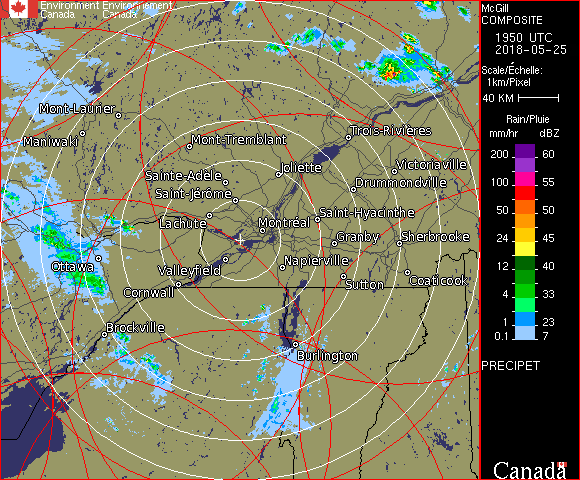 Environment Environnement
Canada Canada
McGill
COMPOSITE
1950 UTC
2018-05-25
Scale/Échelle:
1km/Pixel
40 KM
Rain/Pluie
mm/hr dBZ
200 60
150 57
100 55
50 50
24 45
12 40
4 33
1 23
0.1 7
PRECIPET
Canada
Mont-Laurier
Maniwaki
Mont-Tremblant
Trois-Rivières
Joliette
Victoriaville
Sainte-Adèle
Drummondville
Saint-Jérôme
Lachute
Saint-Hyacinthe
Montréal
Granby
Sherbrooke
Ottawa
Valleyfield
Napierville
Cornwall
Sutton
Coaticook
Brockville
Burlington